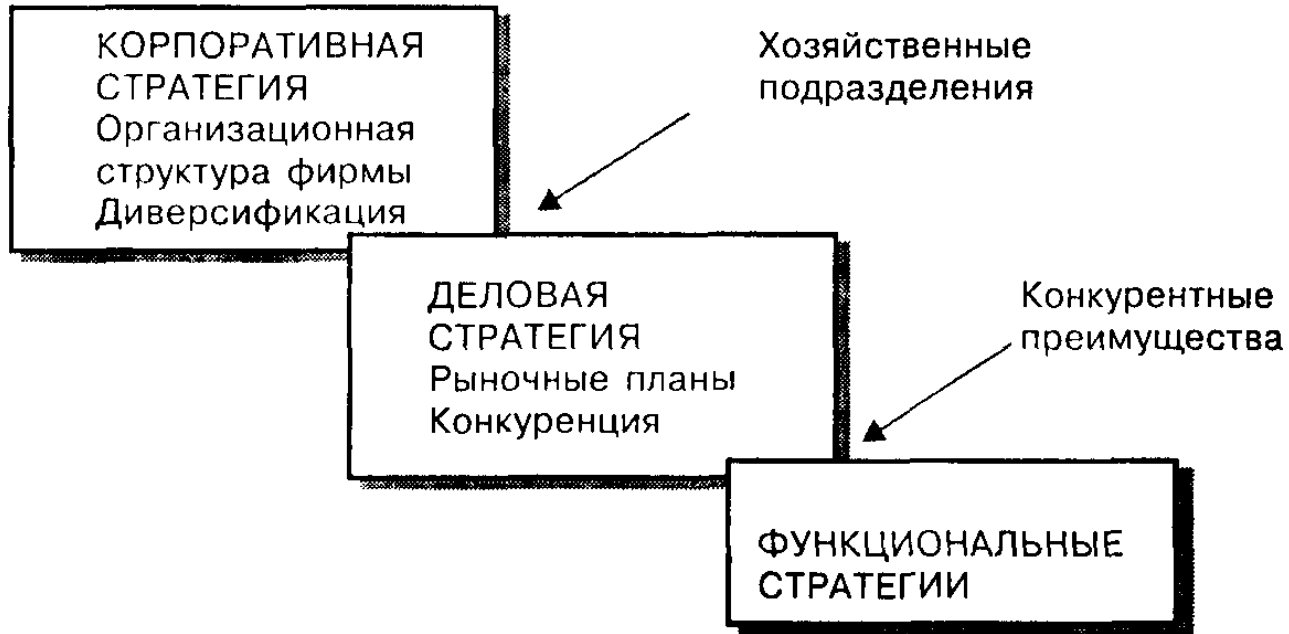 КОРПОРАТИВНАЯ
СТРАТЕГИЯ
Организационная
структура фирмы
Диверсификация
Хозяйственные
подразделения
ДЕЛОВАЯ
СТРАТЕГИЯ
Рыночные планы
Конкуренция
Конкурентные
преимущества
ФУНКЦИОНАЛЬНЫЕ
СТРАТЕГИИ